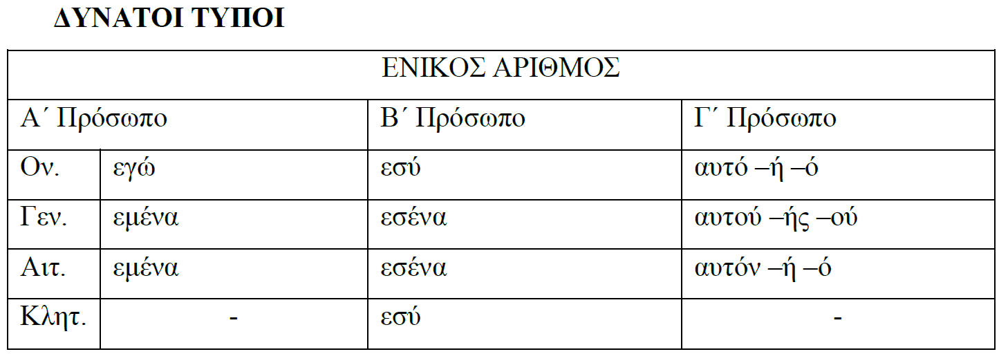 ΔΥΝΑΤΟΙ ΤΥΠΟΙ
ΕΝΙΚΟΣ ΑΡΙΘΜΟΣ
Α΄ Πρόσωπο Β΄ Πρόσωπο Γ΄ Πρόσωπο
Ον. εγώ εσύ αυτό –ή –ό
Γεν. εμένα εσένα αυτού –ής –ού
Αιτ. εμένα εσένα αυτόν –ή –ό
Κλητ. - εσύ -